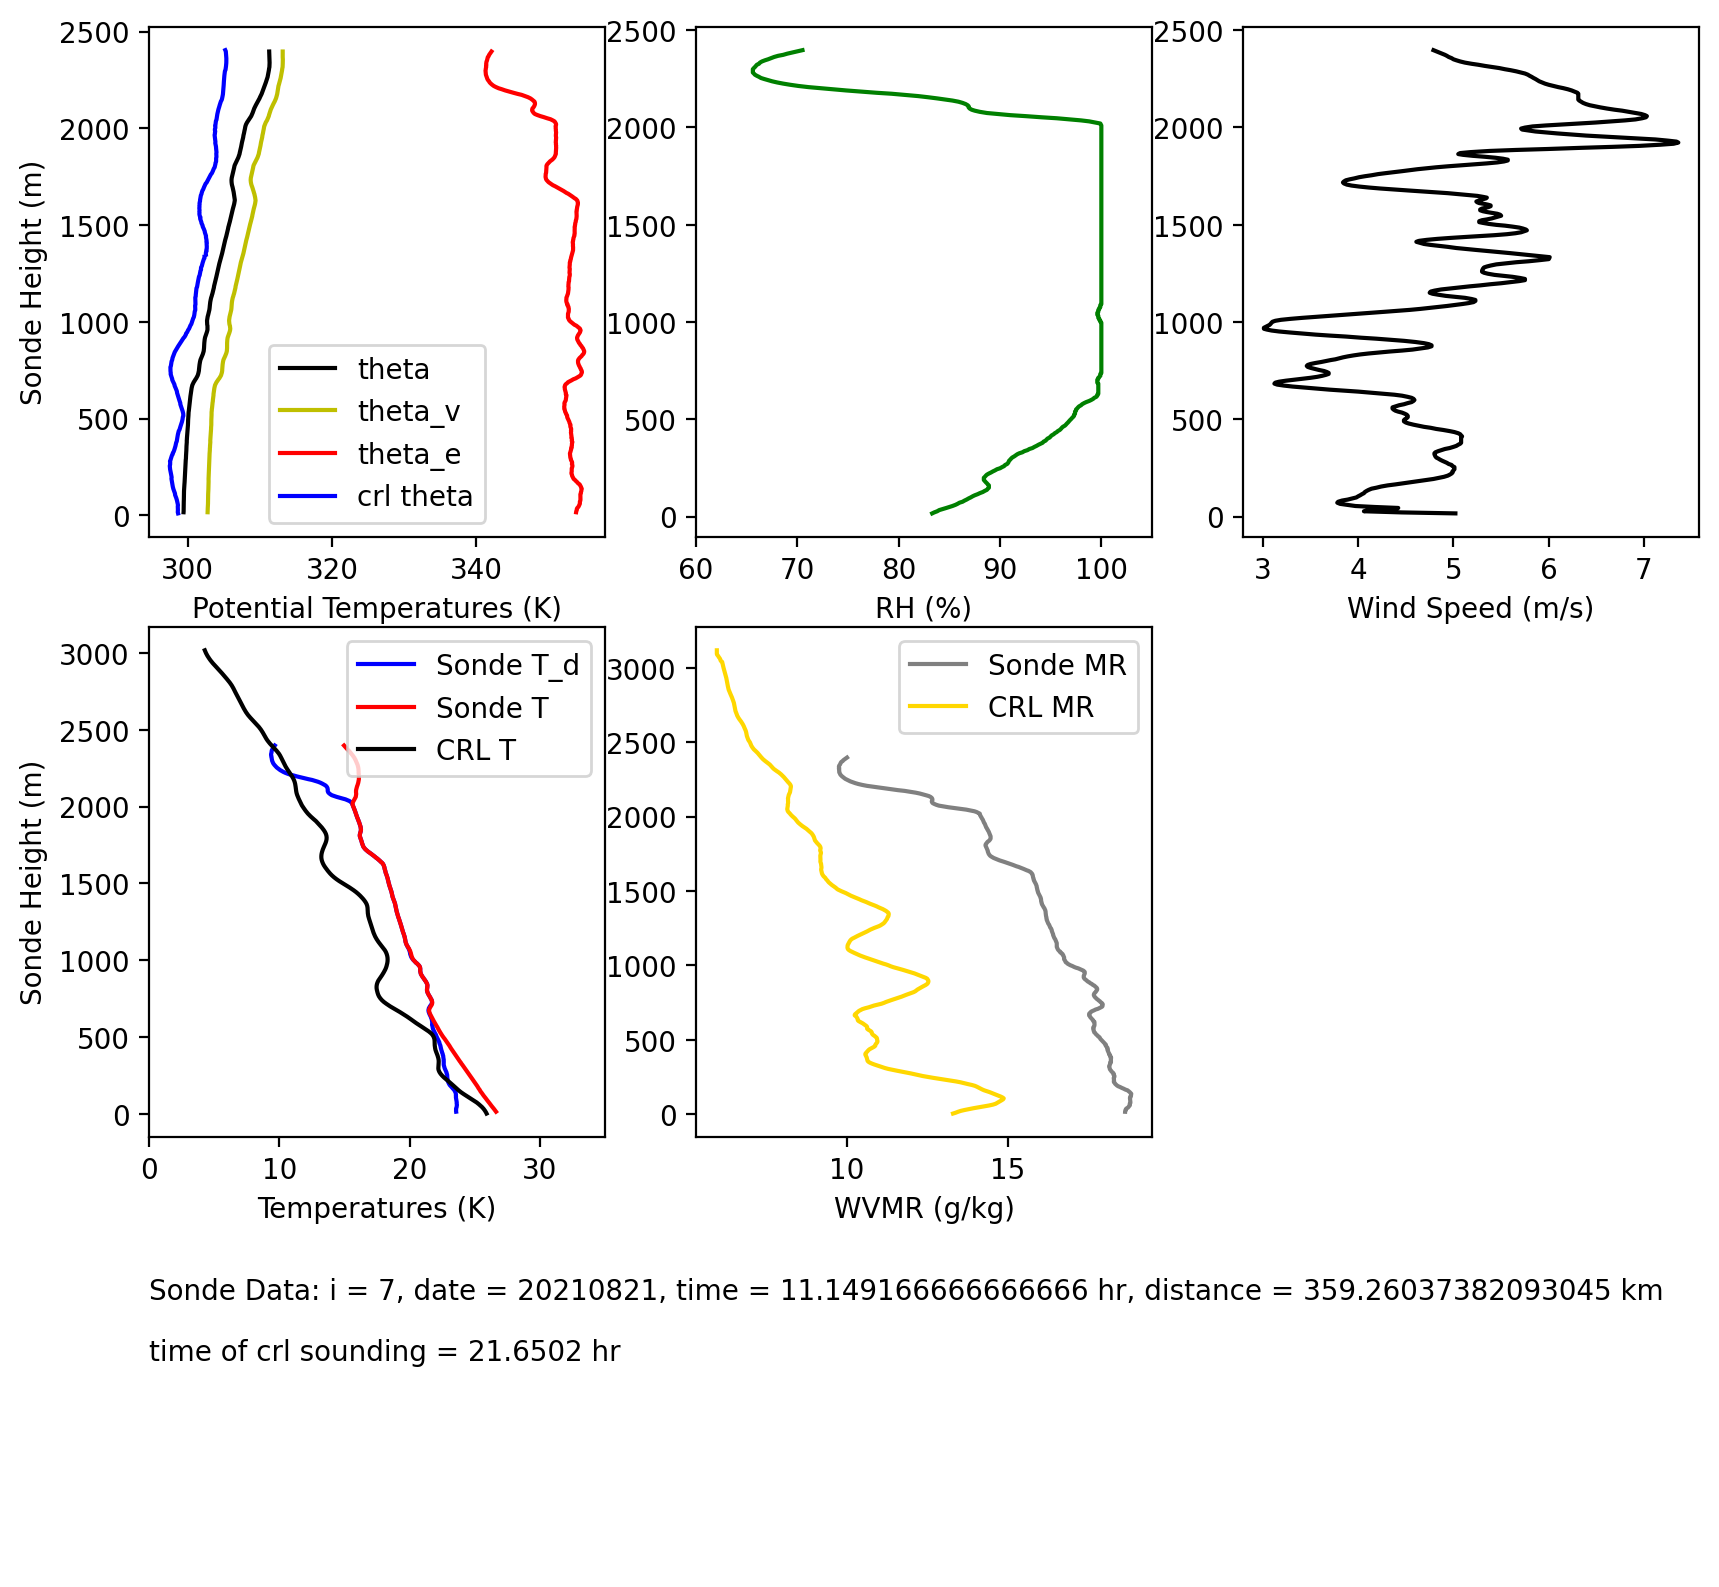 2500
2000
1500
1000
500
0
Sonde Height (m)
theta
theta_v
theta_e
crl theta
300 320 340
Potential Temperatures (K)
2500
2000
1500
1000
500
0
60 70 80 90 100
RH (%)
2500
2000
1500
1000
500
0
3 4 5 6 7
Wind Speed (m/s)
3000
2500
2000
1500
1000
500
0
Sonde Height (m)
Sonde T_d
Sonde T
CRL T
0 10 20 30
Temperatures (K)
3000
2500
2000
1500
1000
500
0
Sonde MR
CRL MR
10 15
WVMR (g/kg)
Sonde Data: i = 7, date = 20210821, time = 11.149166666666666 hr, distance = 359.26037382093045 km
time of crl sounding = 21.6502 hr